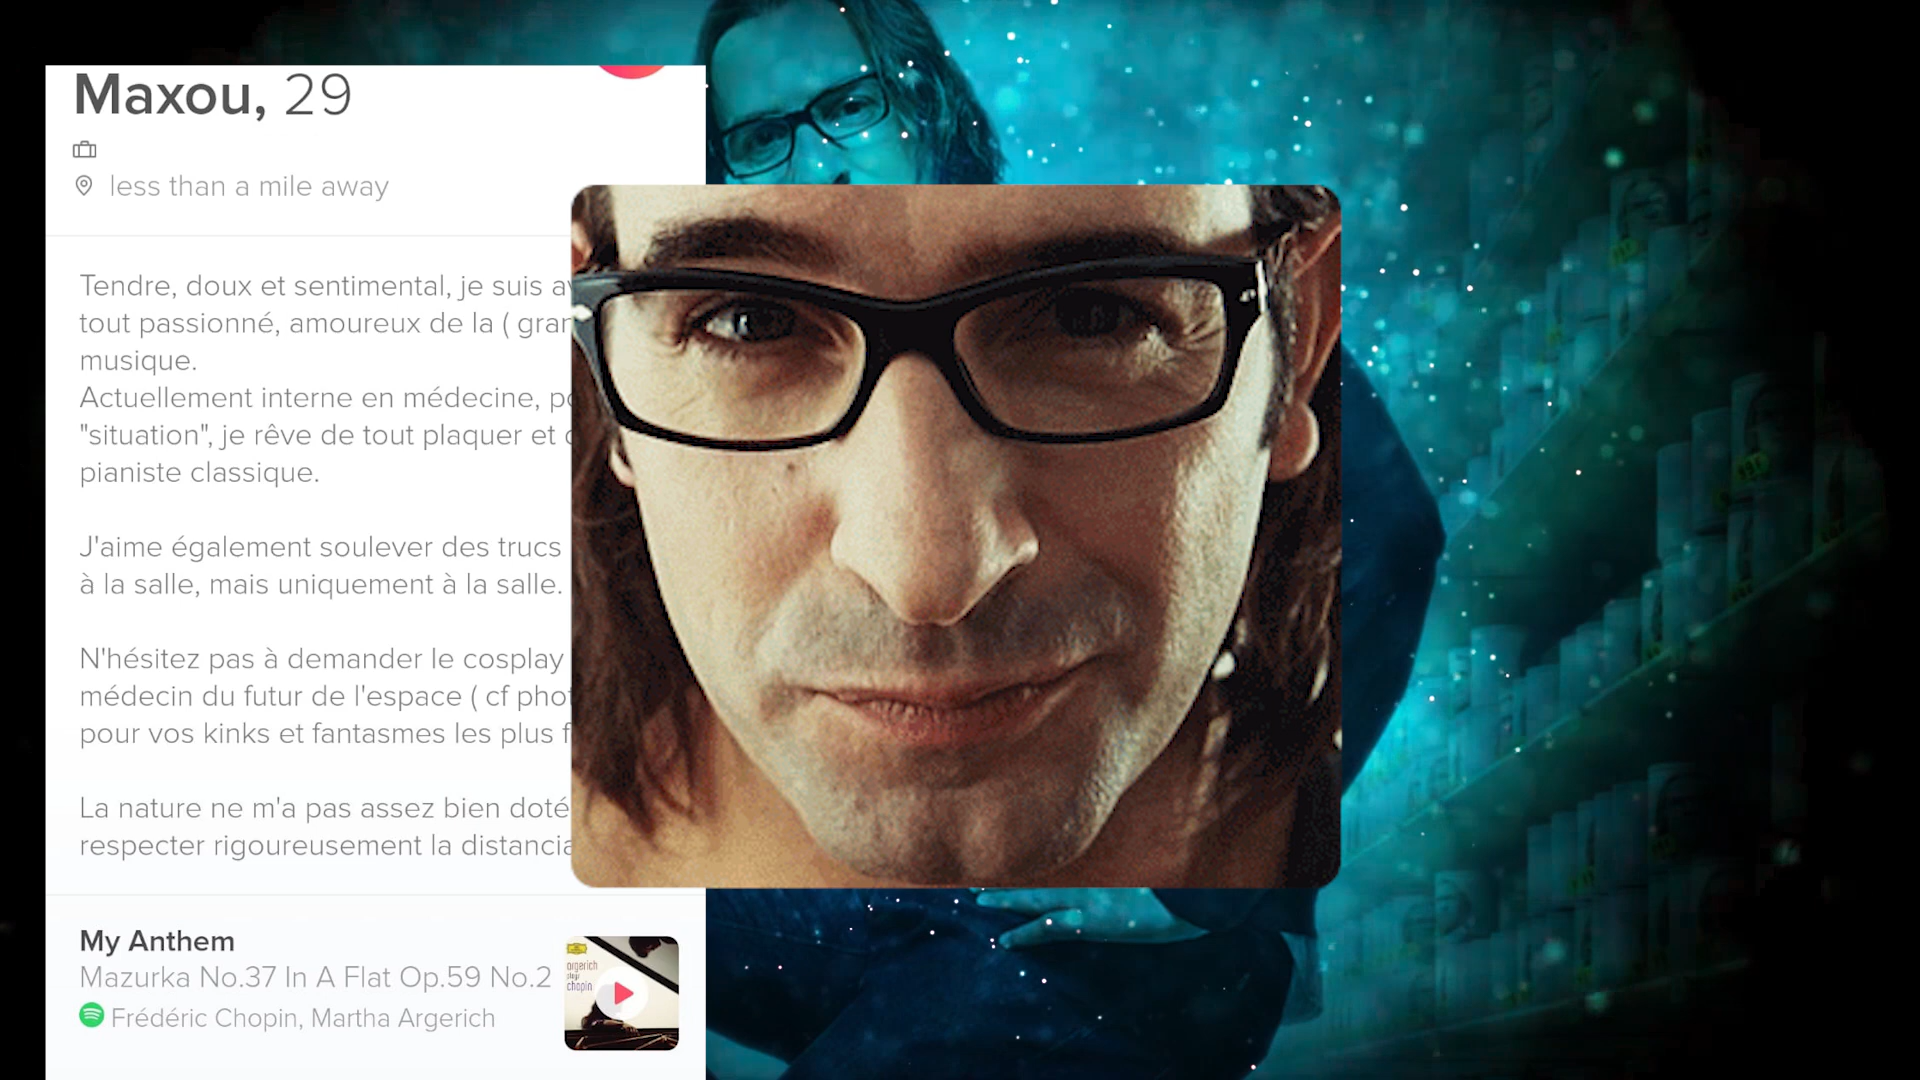 Maxou, 29
less than a mile away
Tendre, doux et sentimental, je suis
tout passionné, amoureux de la (
musique.
Actuellement interne en médecine,
"situation", je rêve de tout plaquer et
pianiste classique.
J'aime également soulever des trucs
à la salle, mais uniquement à la salle.
N'hésitez pas à demander le cosplay
médecin du futur de l'espace ( cf
pour vos kinks et fantasmes les plus
La nature ne m'a pas assez bien doté
respecter rigoureusement la
My Anthem
Mazurka No.37 In A Flat Op.59 No.2
Frédéric Chopin, Martha Argerich
argerich
plays
chopin